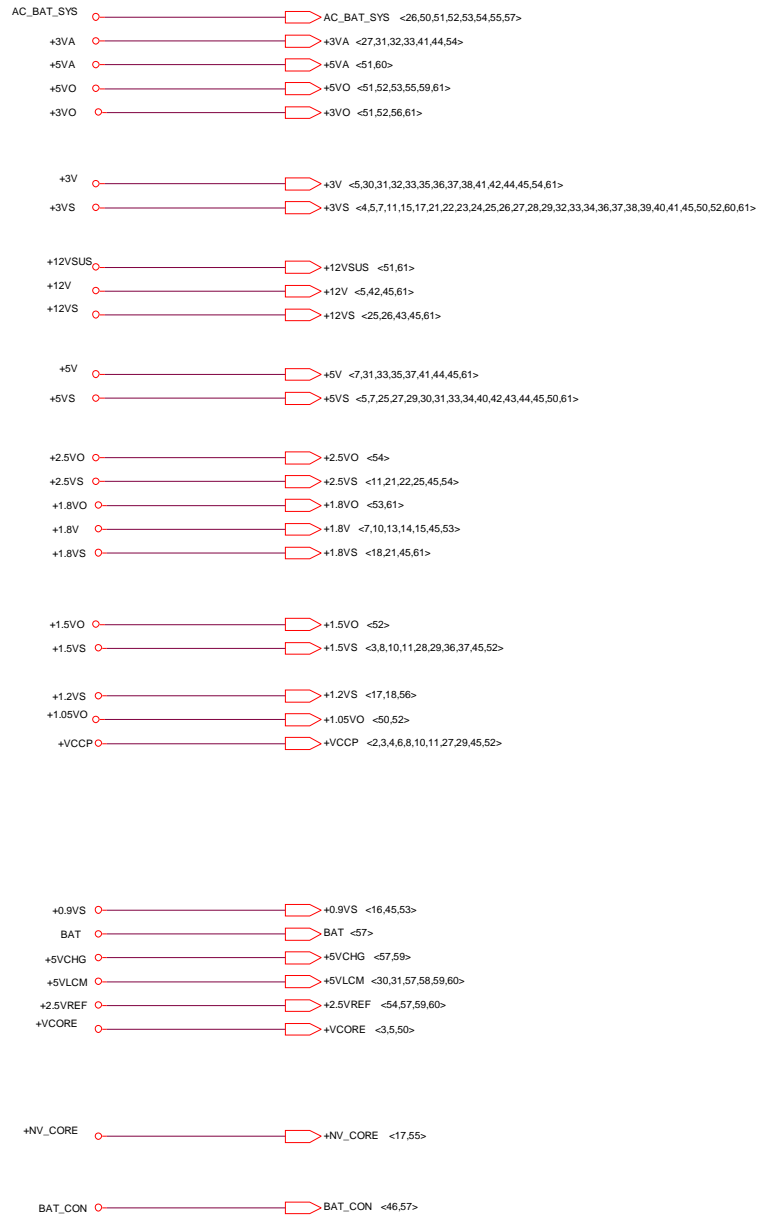 AC_BAT_SYS AC_BAT_SYS <26,50,51,52,53,54,55,57>
+3VA +3VA <27,31,32,33,41,44,54>
+5VA +5VA <51,60>
+5VO +5VO <51,52,53,55,59,61>
+3VO +3VO <51,52,56,61>
+3V +3V <5,30,31,32,33,35,36,37,38,41,42,44,45,54,61>
+3VS +3VS <4,5,7,11,15,17,21,22,23,24,25,26,27,28,29,32,33,34,36,37,38,39,40,41,45,50,52,60,61>
+12VSUS +12VSUS <51,61>
+12V +12V <5,42,45,61>
+12VS +12VS <25,26,43,45,61>
+5V +5V <7,31,33,35,37,41,44,45,61>
+5VS +5VS <5,7,25,27,29,30,31,33,34,40,42,43,44,45,50,61>
+2.5VO +2.5VO <54>
+2.5VS +2.5VS <11,21,22,25,45,54>
+1.8VO +1.8VO <53,61>
+1.8V +1.8V <7,10,13,14,15,45,53>
+1.8VS +1.8VS <18,21,45,61>
+1.5VO +1.5VO <52>
+1.5VS +1.5VS <3,8,10,11,28,29,36,37,45,52>
+1.2VS +1.2VS <17,18,56>
+1.05VO +1.05VO <50,52>
+VCCP +VCCP <2,3,4,6,8,10,11,27,29,45,52>
+0.9VS +0.9VS <16,45,53>
BAT BAT <57>
+5VCHG +5VCHG <57,59>
+5VLCM +5VLCM <30,31,57,58,59,60>
+2.5VREF +2.5VREF <54,57,59,60>
+VCORE +VCORE <3,5,50>
+NV_CORE +NV_CORE <17,55>
BAT_CON BAT_CON <46,57>